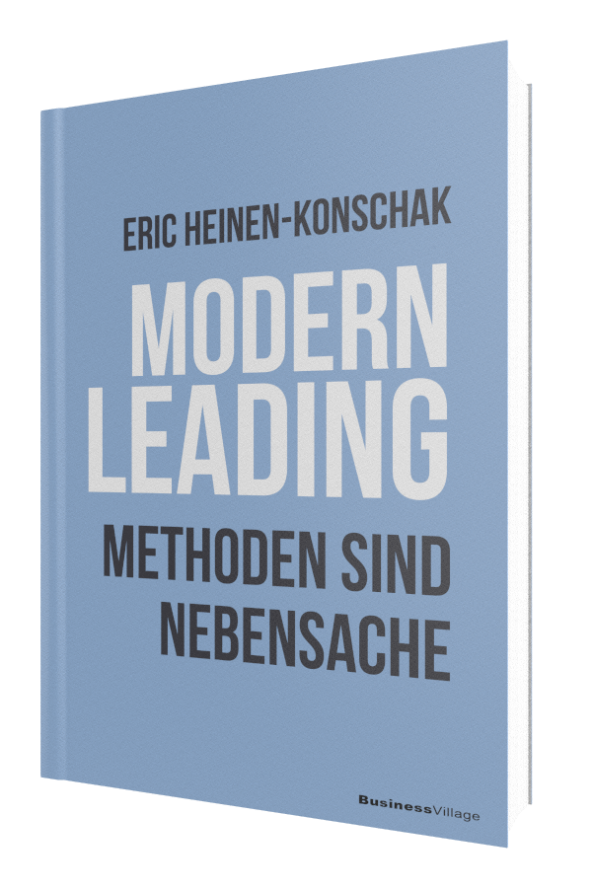 ERIC HEINEN-KONSCHAK
MODERN
LEADING
METHODEN SIND
NEBENSACHE
BusinessVillage